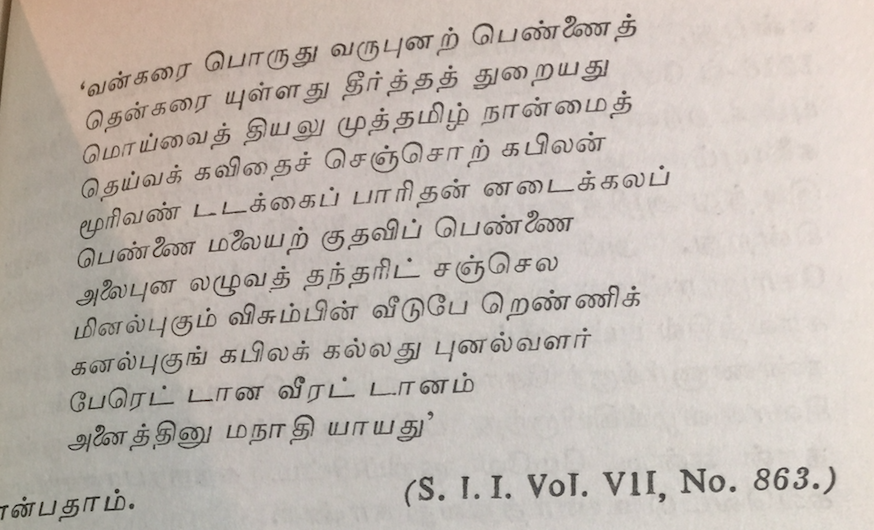 ‘வன்கரை பொருது வருபுனற் பெண்ணைத்
தென்கரை யுள்ளது தீர்த்தத் துறையது
மொய்வைத் தியலு முத்தமிழ் நான்மைத்
தெய்வக் கவிதைச் செஞ்சொற் கபிலன்
மூரிவண் டடக்கைப் பாரிதன் னடைக்கலப்
பெண்ணை மலையற் குதவிப் பெண்ணை
அலைபுன லழுவத் தந்தரிட் சஞ்செல
மினல்புகும் விசும்பின் வீடுபே றெண்ணிக்
கனல்புகுங் கபிலக் கல்லது புனல்வளர்
பேரெட் டான வீரட் டானம்
அனைத்தினு மநாதி யாயது’
(S. I. I. Vol. VII, No. 863.)
ான்பதாம்.